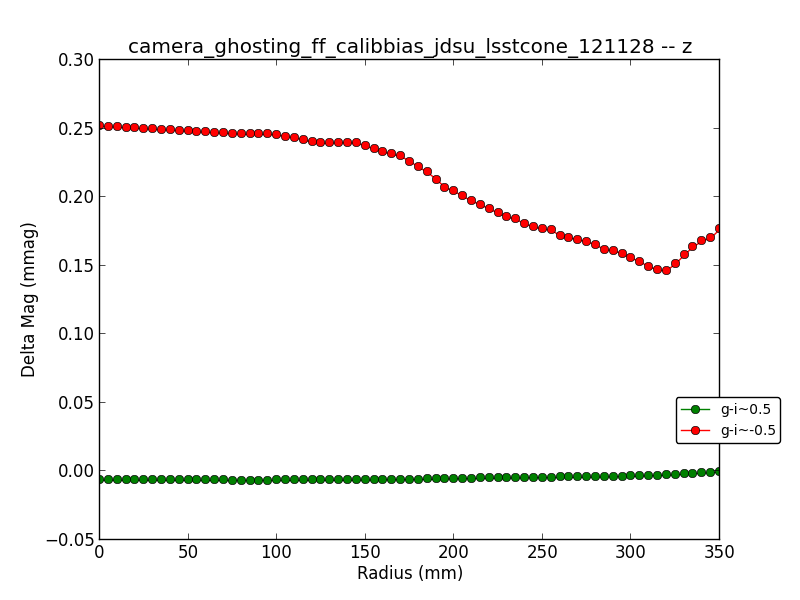 camera_ghosting_ff_calibbias_jdsu_lsstcone_121128 -- z
0.30
0.25
0.20
0.15
0.10
0.05
0.00
−0.05
Delta Mag (mmag)
g-i~0.5
g-i~-0.5
0 50 100 150 200 250 300 350
Radius (mm)